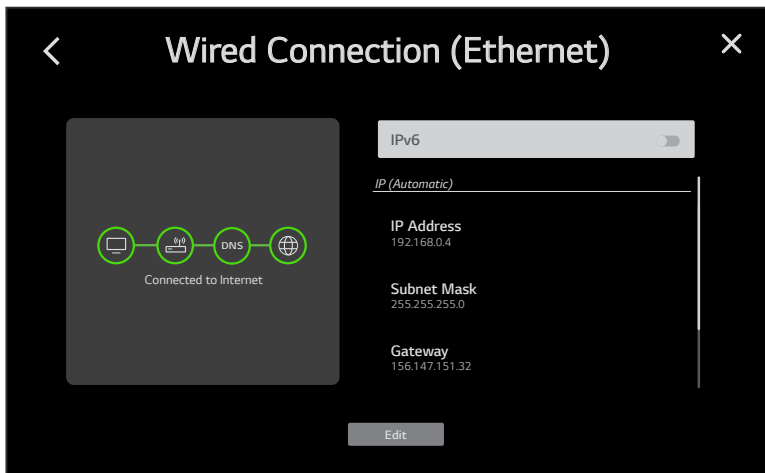 Wired Connection (Ethernet)
IPv6
IP (Automatic)
DNS
Connected to Internet
IP Address
192.168.0.4
Subnet Mask
255.255.255.0
Gateway
156.147.151.32
Edit